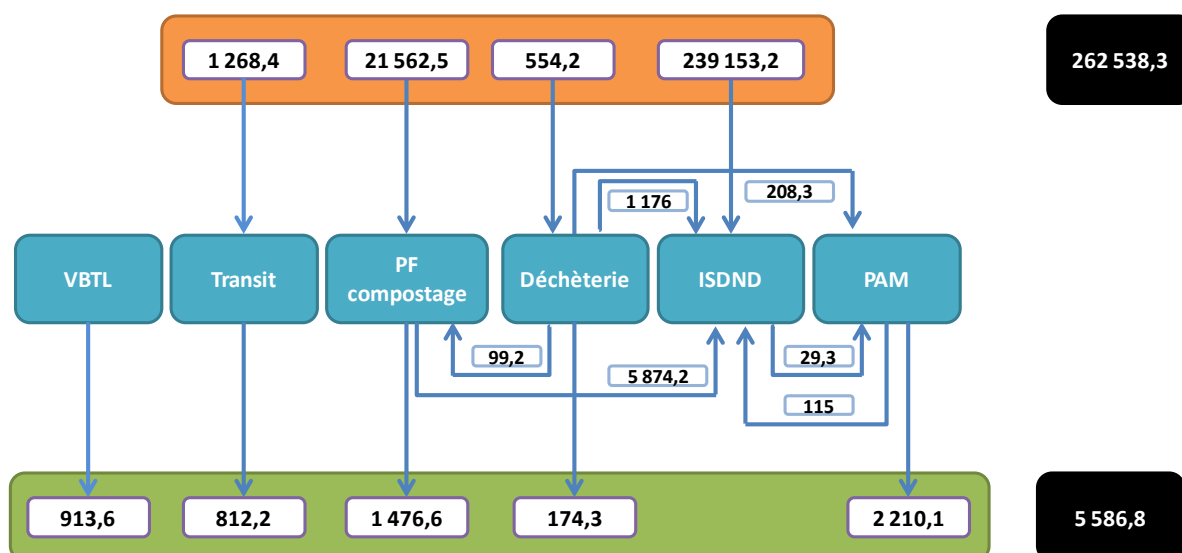 1 268,4
21 562,5
554,2
239 153,2
262 538,3
1 176
208,3
VBTL
Transit
PF
compostage
Déchèterie
ISDND
PAM
99,2
5 874,2
29,3
115
913,6
812,2
1 476,6
174,3
2 210,1
5 586,8